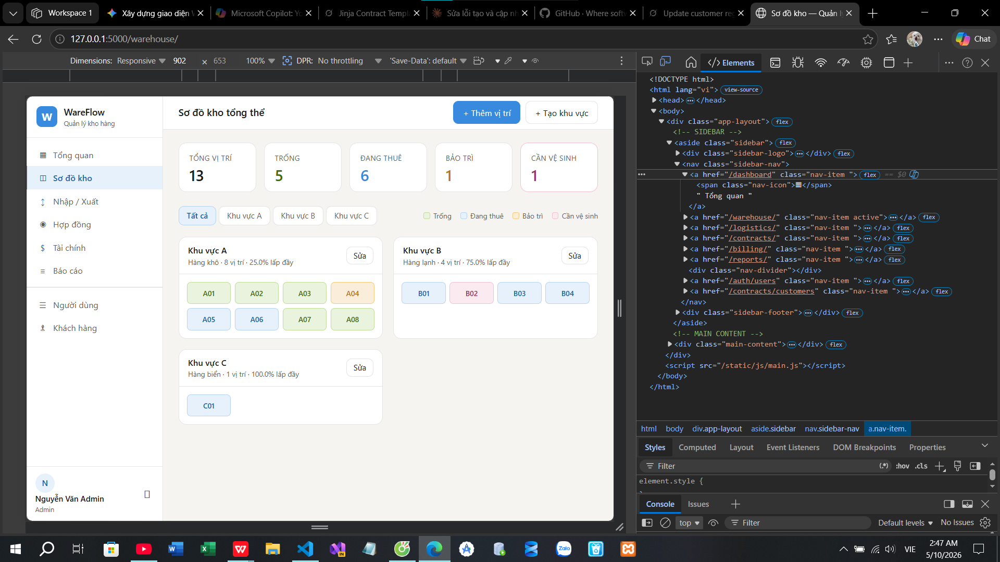 Workspace 1
Xây dựng giao diện
Microsoft Copilot: Yo
Jinja Contract Templ
Sửa lỗi tạo và cập nh
GitHub · Where softw
Update customer reg
Sơ đồ kho — Quản l
127.0.0.1:5000/warehouse/
Chat
Dimensions: Responsive 902 × 653 100% DPR: No throttling 'Save-Data': default
Elements
W
WareFlow
Quản lý kho hàng
Tổng quan
Sơ đồ kho
Nhập / Xuất
Hợp đồng
$ Tài chính
Báo cáo
Người dùng
Khách hàng
N
Nguyễn Văn Admin
Admin
Sơ đồ kho tổng thể
+ Thêm vị trí
+ Tạo khu vực
TỔNG VỊ TRÍ
13
TRỐNG
5
ĐANG THUÊ
6
BẢO TRÌ
1
CẦN VỆ SINH
1
Tất cả
Khu vực A
Khu vực B
Khu vực C
Trống
Đang thuê
Bảo trì
Cần vệ sinh
Khu vực A
Hàng khô · 8 vị trí · 25.0% lấp đầy
Sửa
A01 A02 A03 A04
A05 A06 A07 A08
Khu vực B
Hàng lạnh · 4 vị trí · 75.0% lấp đầy
Sửa
B01 B02 B03 B04
Khu vực C
Hàng biển · 1 vị trí · 100.0% lấp đầy
Sửa
C01
<!DOCTYPE html>
<html lang="vi"> view-source
<head>…</head>
<body>
<div class="app-layout"> flex
<!-- SIDEBAR -->
<aside class="sidebar"> flex
<div class="sidebar-logo">…</div> flex
<nav class="sidebar-nav">
<a href="/dashboard" class="nav-item "> flex == $0
<span class="nav-icon">▦</span>
" Tổng quan "
</a>
<a href="/warehouse/" class="nav-item active">…</a> flex
<a href="/logistics/" class="nav-item ">…</a> flex
<a href="/contracts/" class="nav-item ">…</a> flex
<a href="/billing/" class="nav-item ">…</a> flex
<a href="/reports/" class="nav-item ">…</a> flex
<div class="nav-divider"></div>
<a href="/auth/users" class="nav-item ">…</a> flex
<a href="/contracts/customers" class="nav-item ">…</a> flex
</nav>
<div class="sidebar-footer">…</div> flex
</aside>
<!-- MAIN CONTENT -->
<div class="main-content">…</div> flex
</div>
<script src="/static/js/main.js"></script>
</body>
</html>
html body div.app-layout aside.sidebar nav.sidebar-nav a.nav-item.
Styles Computed Layout Event Listeners DOM Breakpoints Properties
Filter :hov .cls
element.style {
Console Issues
top Filter Default levels No Issues
VIE
2:47 AM
5/10/2026
Zalo